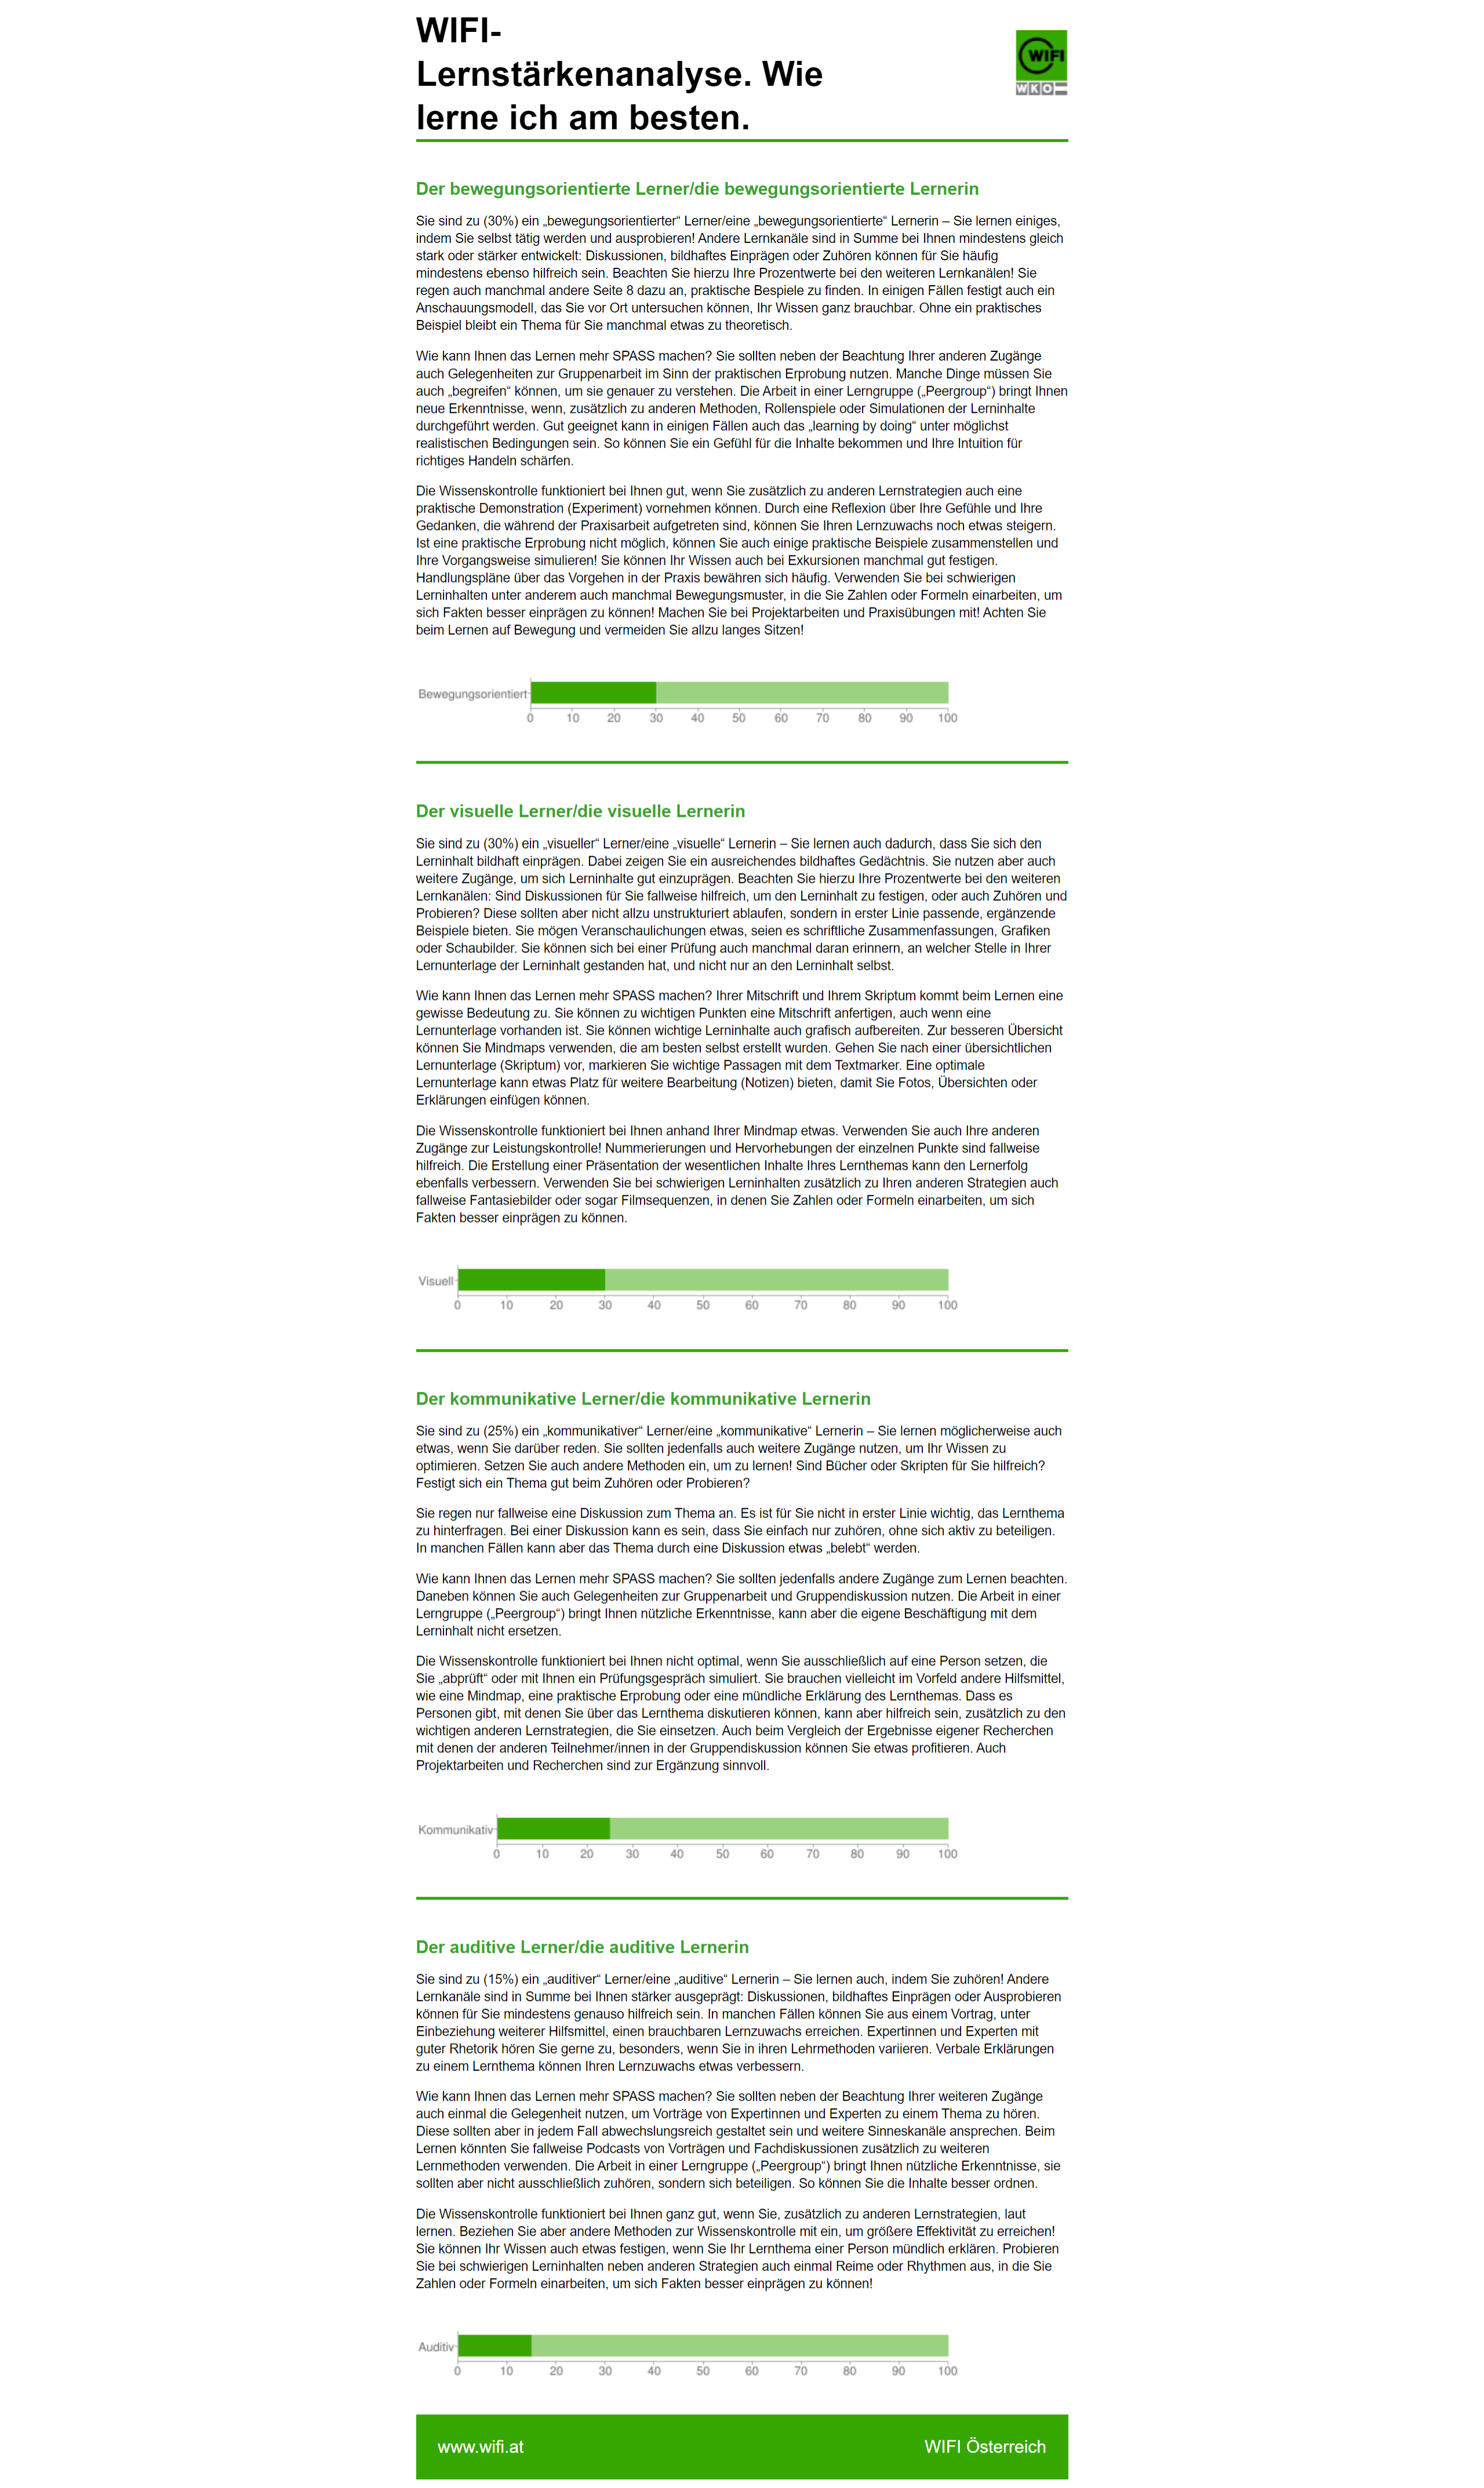 WIFI-
Lernstärkenanalyse. Wie
lerne ich am besten.
WIFI
WKO
Der bewegungsorientierte Lerner/die bewegungsorientierte Lernerin
Sie sind zu (30%) ein „bewegungsorientierter“ Lerner/eine „bewegungsorientierte“ Lernerin – Sie lernen einiges,
indem Sie selbst tätig werden und ausprobieren! Andere Lernkanäle sind in Summe bei Ihnen mindestens gleich
stark oder stärker entwickelt: Diskussionen, bildhaftes Einprägen oder Zuhören können für Sie häufig
mindestens ebenso hilfreich sein. Beachten Sie hierzu Ihre Prozentwerte bei den weiteren Lernkanälen! Sie
regen auch manchmal andere Seite 8 dazu an, praktische Bespiele zu finden. In einigen Fällen festigt auch ein
Anschauungsmodell, das Sie vor Ort untersuchen können, Ihr Wissen ganz brauchbar. Ohne ein praktisches
Beispiel bleibt ein Thema für Sie manchmal etwas zu theoretisch.
Wie kann Ihnen das Lernen mehr SPASS machen? Sie sollten neben der Beachtung Ihrer anderen Zugänge
auch Gelegenheiten zur Gruppenarbeit im Sinn der praktischen Erprobung nutzen. Manche Dinge müssen Sie
auch „begreifen“ können, um sie genauer zu verstehen. Die Arbeit in einer Lerngruppe („Peergroup“) bringt Ihnen
neue Erkenntnisse, wenn, zusätzlich zu anderen Methoden, Rollenspiele oder Simulationen der Lerninhalte
durchgeführt werden. Gut geeignet kann in einigen Fällen auch das „learning by doing“ unter möglichst
realistischen Bedingungen sein. So können Sie ein Gefühl für die Inhalte bekommen und Ihre Intuition für
richtiges Handeln schärfen.
Die Wissenskontrolle funktioniert bei Ihnen gut, wenn Sie zusätzlich zu anderen Lernstrategien auch eine
praktische Demonstration (Experiment) vornehmen können. Durch eine Reflexion über Ihre Gefühle und Ihre
Gedanken, die während der Praxisarbeit aufgetreten sind, können Sie Ihren Lernzuwachs noch etwas steigern.
Ist eine praktische Erprobung nicht möglich, können Sie auch einige praktische Beispiele zusammenstellen und
Ihre Vorgangsweise simulieren! Sie können Ihr Wissen auch bei Exkursionen manchmal gut festigen.
Handlungspläne über das Vorgehen in der Praxis bewähren sich häufig. Verwenden Sie bei schwierigen
Lerninhalten unter anderem auch manchmal Bewegungsmuster, in die Sie Zahlen oder Formeln einarbeiten, um
sich Fakten besser einprägen zu können! Machen Sie bei Projektarbeiten und Praxisübungen mit! Achten Sie
beim Lernen auf Bewegung und vermeiden Sie allzu langes Sitzen!
Bewegungsorientiert
0 10 20 30 40 50 60 70 80 90 100
Der visuelle Lerner/die visuelle Lernerin
Sie sind zu (30%) ein „visueller“ Lerner/eine „visuelle“ Lernerin – Sie lernen auch dadurch, dass Sie sich den
Lerninhalt bildhaft einprägen. Dabei zeigen Sie ein ausreichendes bildhaftes Gedächtnis. Sie nutzen aber auch
weitere Zugänge, um sich Lerninhalte gut einzuprägen. Beachten Sie hierzu Ihre Prozentwerte bei den weiteren
Lernkanälen: Sind Diskussionen für Sie fallweise hilfreich, um den Lerninhalt zu festigen, oder auch Zuhören und
Probieren? Diese sollten aber nicht allzu unstrukturiert ablaufen, sondern in erster Linie passende, ergänzende
Beispiele bieten. Sie mögen Veranschaulichungen etwas, seien es schriftliche Zusammenfassungen, Grafiken
oder Schaubilder. Sie können sich bei einer Prüfung auch manchmal daran erinnern, an welcher Stelle in Ihrer
Lernunterlage der Lerninhalt gestanden hat, und nicht nur an den Lerninhalt selbst.
Wie kann Ihnen das Lernen mehr SPASS machen? Ihrer Mitschrift und Ihrem Skriptum kommt beim Lernen eine
gewisse Bedeutung zu. Sie können zu wichtigen Punkten eine Mitschrift anfertigen, auch wenn eine
Lernunterlage vorhanden ist. Sie können wichtige Lerninhalte auch grafisch aufbereiten. Zur besseren Übersicht
können Sie Mindmaps verwenden, die am besten selbst erstellt wurden. Gehen Sie nach einer übersichtlichen
Lernunterlage (Skriptum) vor, markieren Sie wichtige Passagen mit dem Textmarker. Eine optimale
Lernunterlage kann etwas Platz für weitere Bearbeitung (Notizen) bieten, damit Sie Fotos, Übersichten oder
Erklärungen einfügen können.
Die Wissenskontrolle funktioniert bei Ihnen anhand Ihrer Mindmap etwas. Verwenden Sie auch Ihre anderen
Zugänge zur Leistungskontrolle! Nummerierungen und Hervorhebungen der einzelnen Punkte sind fallweise
hilfreich. Die Erstellung einer Präsentation der wesentlichen Inhalte Ihres Lernthemas kann den Lernerfolg
ebenfalls verbessern. Verwenden Sie bei schwierigen Lerninhalten zusätzlich zu Ihren anderen Strategien auch
fallweise Fantasiebilder oder sogar Filmsequenzen, in denen Sie Zahlen oder Formeln einarbeiten, um sich
Fakten besser einprägen zu können.
Visuell
0 10 20 30 40 50 60 70 80 90 100
Der kommunikative Lerner/die kommunikative Lernerin
Sie sind zu (25%) ein „kommunikativer“ Lerner/eine „kommunikative“ Lernerin – Sie lernen möglicherweise auch
etwas, wenn Sie darüber reden. Sie sollten jedenfalls auch weitere Zugänge nutzen, um Ihr Wissen zu
optimieren. Setzen Sie auch andere Methoden ein, um zu lernen! Sind Bücher oder Skripten für Sie hilfreich?
Festigt sich ein Thema gut beim Zuhören oder Probieren?
Sie regen nur fallweise eine Diskussion zum Thema an. Es ist für Sie nicht in erster Linie wichtig, das Lernthema
zu hinterfragen. Bei einer Diskussion kann es sein, dass Sie einfach nur zuhören, ohne sich aktiv zu beteiligen.
In manchen Fällen kann aber das Thema durch eine Diskussion etwas „belebt“ werden.
Wie kann Ihnen das Lernen mehr SPASS machen? Sie sollten jedenfalls andere Zugänge zum Lernen beachten.
Daneben können Sie auch Gelegenheiten zur Gruppenarbeit und Gruppendiskussion nutzen. Die Arbeit in einer
Lerngruppe („Peergroup“) bringt Ihnen nützliche Erkenntnisse, kann aber die eigene Beschäftigung mit dem
Lerninhalt nicht ersetzen.
Die Wissenskontrolle funktioniert bei Ihnen nicht optimal, wenn Sie ausschließlich auf eine Person setzen, die
Sie „abprüft“ oder mit Ihnen ein Prüfungsgespräch simuliert. Sie brauchen vielleicht im Vorfeld andere Hilfsmittel,
wie eine Mindmap, eine praktische Erprobung oder eine mündliche Erklärung des Lernthemas. Dass es
Personen gibt, mit denen Sie über das Lernthema diskutieren können, kann aber hilfreich sein, zusätzlich zu den
wichtigen anderen Lernstrategien, die Sie einsetzen. Auch beim Vergleich der Ergebnisse eigener Recherchen
mit denen der anderen Teilnehmer/innen in der Gruppendiskussion können Sie etwas profitieren. Auch
Projektarbeiten und Recherchen sind zur Ergänzung sinnvoll.
Kommunikativ
0 10 20 30 40 50 60 70 80 90 100
Der auditive Lerner/die auditive Lernerin
Sie sind zu (15%) ein „auditiver“ Lerner/eine „auditive“ Lernerin – Sie lernen auch, indem Sie zuhören! Andere
Lernkanäle sind in Summe bei Ihnen stärker ausgeprägt: Diskussionen, bildhaftes Einprägen oder Ausprobieren
können für Sie mindestens genauso hilfreich sein. In manchen Fällen können Sie aus einem Vortrag, unter
Einbeziehung weiterer Hilfsmittel, einen brauchbaren Lernzuwachs erreichen. Expertinnen und Experten mit
guter Rhetorik hören Sie gerne zu, besonders, wenn Sie in ihren Lehrmethoden variieren. Verbale Erklärungen
zu einem Lernthema können Ihren Lernzuwachs etwas verbessern.
Wie kann Ihnen das Lernen mehr SPASS machen? Sie sollten neben der Beachtung Ihrer weiteren Zugänge
auch einmal die Gelegenheit nutzen, um Vorträge von Expertinnen und Experten zu einem Thema zu hören.
Diese sollten aber in jedem Fall abwechslungsreich gestaltet sein und weitere Sinneskanäle ansprechen. Beim
Lernen könnten Sie fallweise Podcasts von Vorträgen und Fachdiskussionen zusätzlich zu weiteren
Lernmethoden verwenden. Die Arbeit in einer Lerngruppe („Peergroup“) bringt Ihnen nützliche Erkenntnisse, sie
sollten aber nicht ausschließlich zuhören, sondern sich beteiligen. So können Sie die Inhalte besser ordnen.
Die Wissenskontrolle funktioniert bei Ihnen ganz gut, wenn Sie, zusätzlich zu anderen Lernstrategien, laut
lernen. Beziehen Sie aber andere Methoden zur Wissenskontrolle mit ein, um größere Effektivität zu erreichen!
Sie können Ihr Wissen auch etwas festigen, wenn Sie Ihr Lernthema einer Person mündlich erklären. Probieren
Sie bei schwierigen Lerninhalten neben anderen Strategien auch einmal Reime oder Rhythmen aus, in die Sie
Zahlen oder Formeln einarbeiten, um sich Fakten besser einprägen zu können!
Auditiv
0 10 20 30 40 50 60 70 80 90 100
www.wifi.at
WIFI Österreich